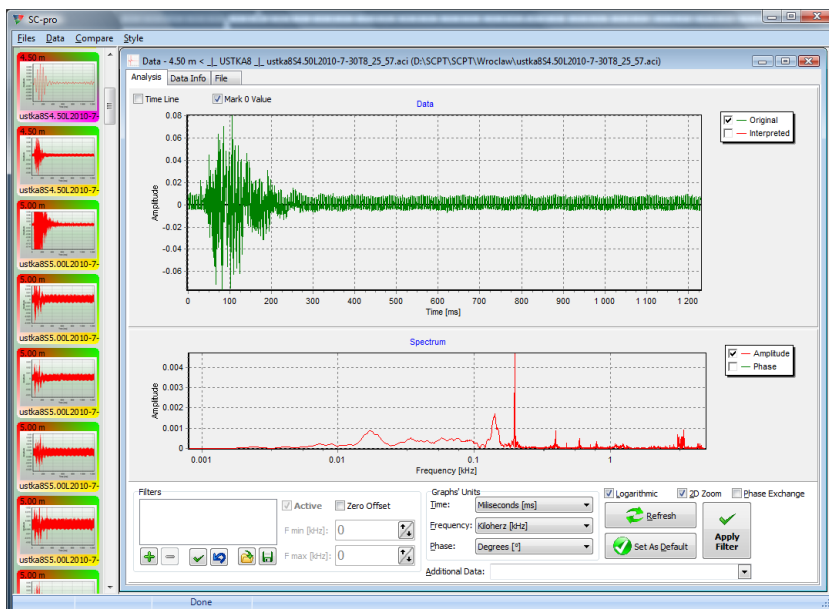 SC-pro
Files Data Compare Style
4.50 m
ustka8S4.50L2010-7-
4.50 m
ustka8S4.50L2010-7-
5.00 m
ustka8S5.00L2010-7-
5.00 m
ustka8S5.00L2010-7-
5.00 m
ustka8S5.00L2010-7-
5.00 m
ustka8S5.00L2010-7-
5.00 m
ustka8S5.00L2010-7-
5.00 m
Data - 4.50 m < _|_ USTKA8 _|_ ustka8S4.50L2010-7-30T8_25_57.aci (D:\SCPT\SCPT\Wroclaw\ustka8S4.50L2010-7-30T8_25_57.aci)
Analysis Data Info File
Time Line Mark 0 Value
Data
Original
Interpreted
Amplitude
0.08
0.06
0.04
0.02
0
-0.02
-0.04
-0.06
0 100 200 300 400 500 600 700 800 900 1 000 1 100 1 200
Time [ms]
Spectrum
Amplitude
Phase
Amplitude
0.004
0.003
0.002
0.001
0
0.001 0.01 0.1 1
Frequency [kHz]
Filters
Active Zero Offset
F min [kHz]: 0
F max [kHz]: 0
Graphs' Units
Time: Miliseconds [ms]
Frequency: Kiloherz [kHz]
Phase: Degrees [º]
Additional Data:
Logarithmic 2D Zoom Phase Exchange
Refresh
Set As Default
Apply
Filter
Done